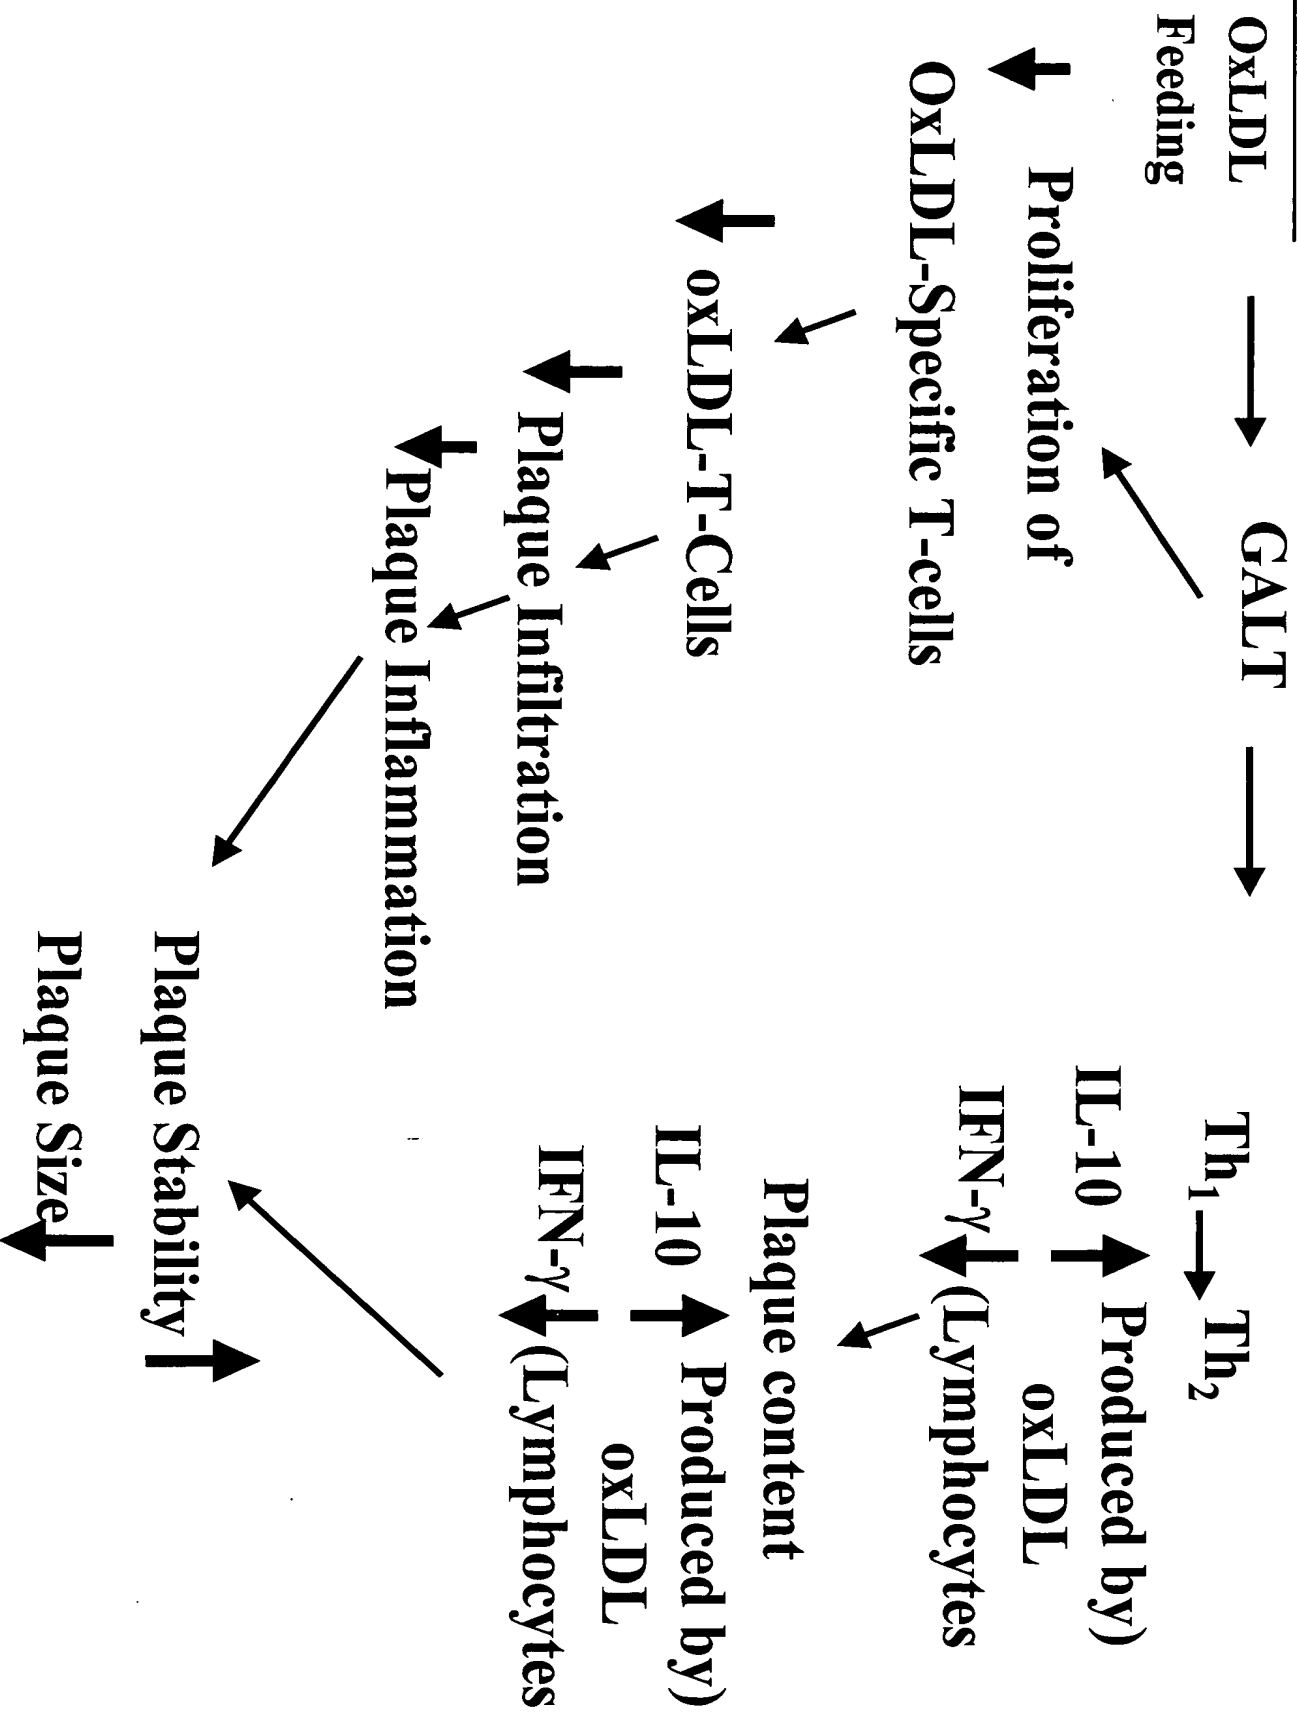 OxLDL
Feeding
GALT
Th1 Th2
Proliferation of
OxLDL-Specific T-cells
oxLDL-T-Cells
Plaque Infiltration
Plaque Inflammation
IL-10 Produced by)
oxLDL
IFN-γ (Lymphocytes
Plaque content
IL-10 Produced by)
oxLDL
IFN-γ (Lymphocytes
Plaque Stability
Plaque Size